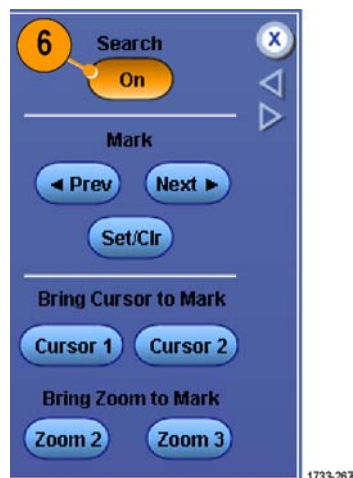 6
Search
X
On
Mark
◄ Prev Next ►
Set/Clr
Bring Cursor to Mark
Cursor 1 Cursor 2
Bring Zoom to Mark
Zoom 2 Zoom 3
1733-267